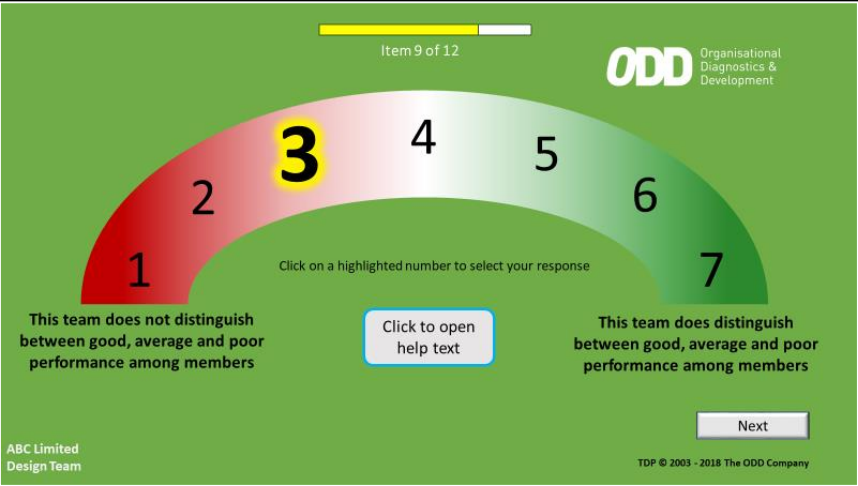 Item 9 of 12
ODD
Organisational
Diagnostics &
Development
1
2
3
4
5
6
7
Click on a highlighted number to select your response
This team does not distinguish
between good, average and poor
performance among members
Click to open
help text
This team does distinguish
between good, average and poor
performance among members
Next
ABC Limited
Design Team
TDP © 2003 - 2018 The ODD Company